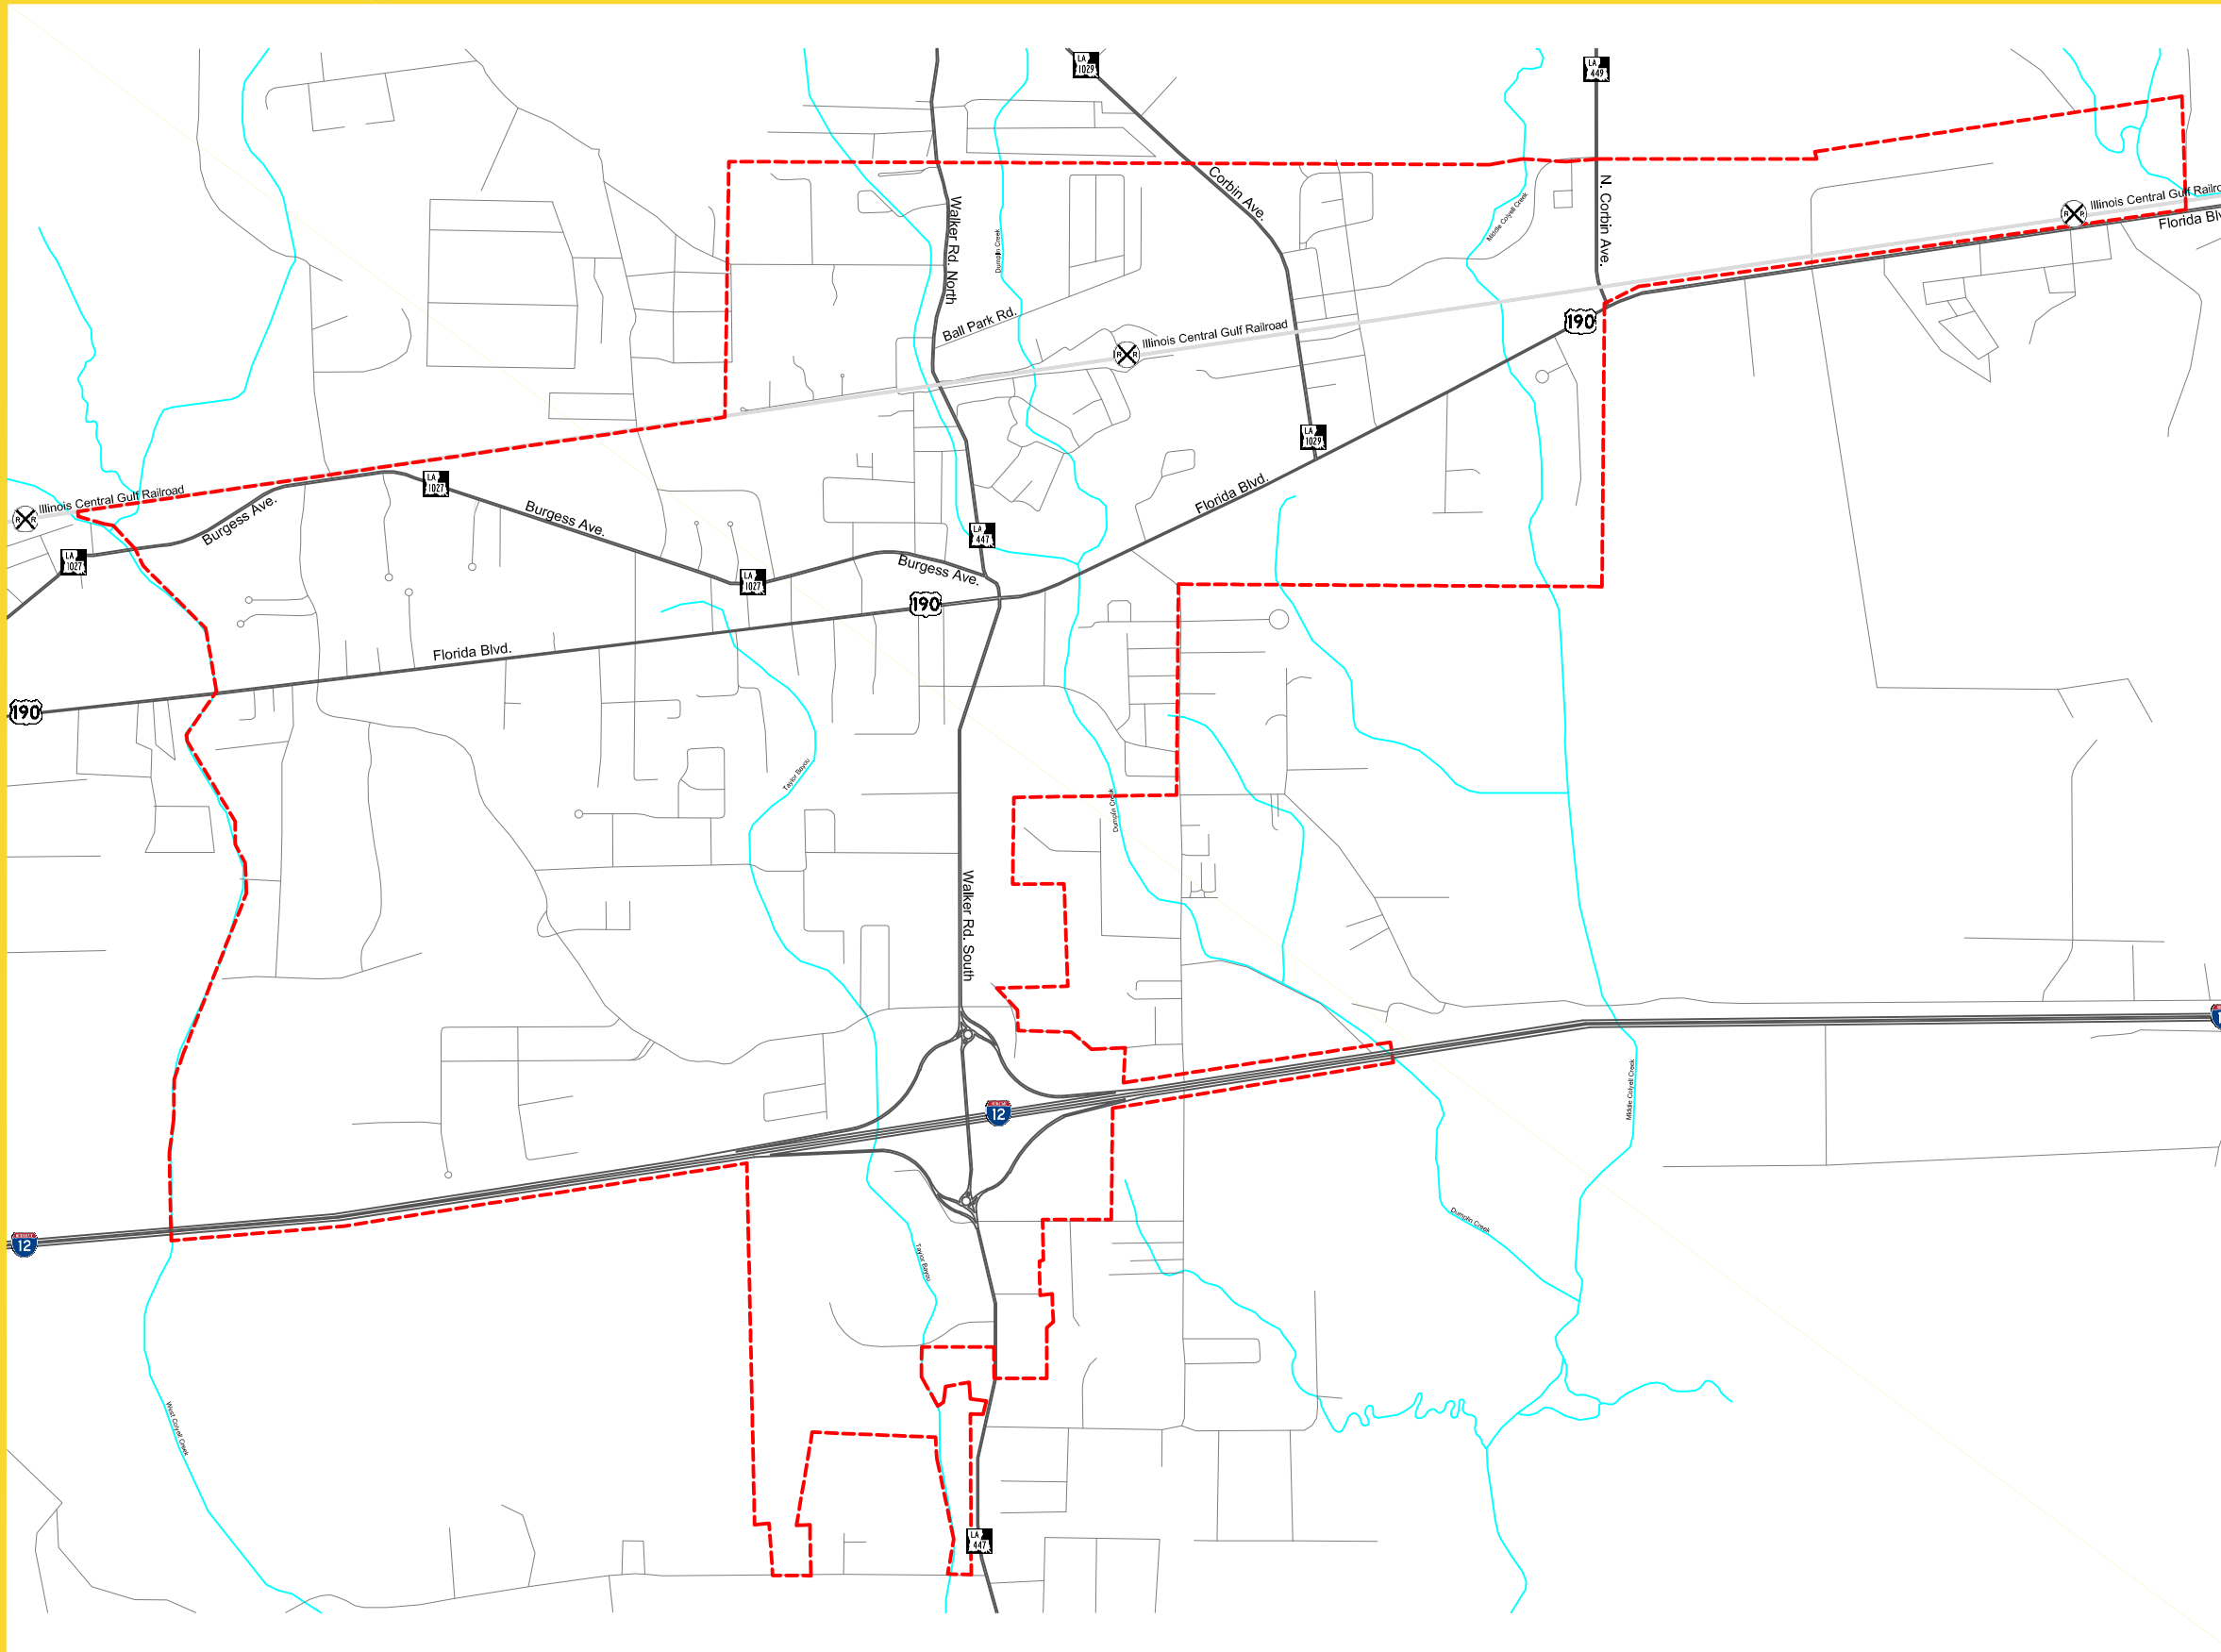 LA
1029
LA
449
Corbin Ave.
N. Corbin Ave.
Middle Colyell Creek
Walker Rd. North
Dumplin Creek
R R
Illinois Central Gulf Railro
Florida Blv
Ball Park Rd.
190
R R
Illinois Central Gulf Railroad
LA
1029
LA
1027
Illinois Central Gulf Railroad
R R
Burgess Ave.
Burgess Ave.
Florida Blvd.
LA
447
LA
1027
LA
1027
Burgess Ave.
190
Florida Blvd.
190
Taylor Bayou
Dumplin Creek
Walker Rd. South
Middle Colyell Creek
12
12
Dumplin Creek
Taylor Bayou
West Colyell Creek
LA
447